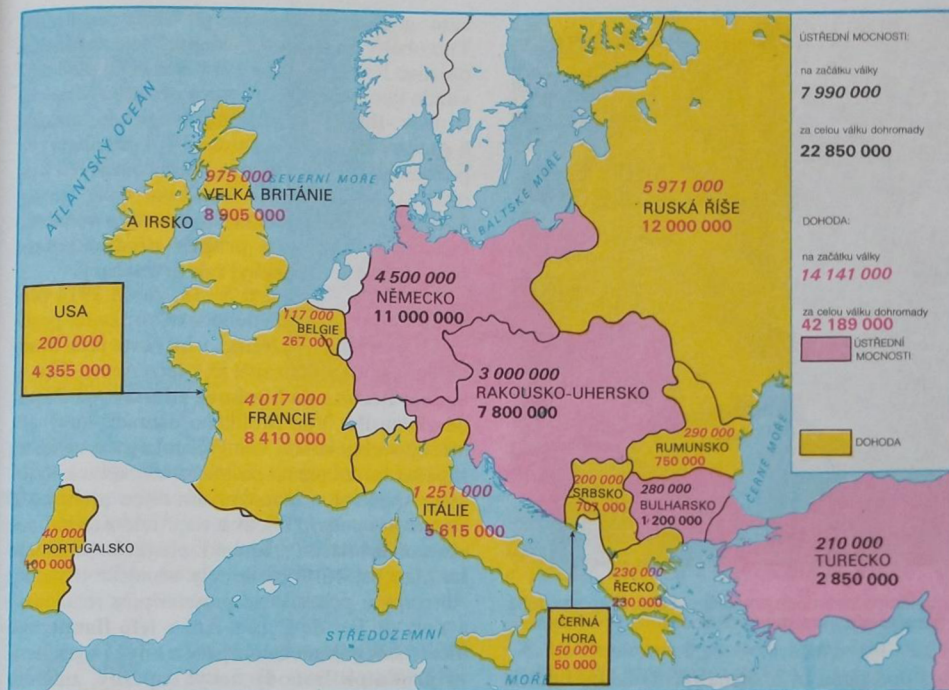 ATLANTSKÝ OCEÁN
975 000
SEVERNÍ MOŘE
VELKÁ BRITÁNIE
8 905 000
A IRSKO
BALTSKÉ MOŘE
5 971 000
RUSKÁ ŘÍŠE
12 000 000
USA
200 000
4 355 000
117 000
BELGIE
267 000
4 500 000
NĚMECKO
11 000 000
4 017 000
FRANCIE
8 410 000
3 000 000
RAKOUSKO-UHERSKO
7 800 000
290 000
RUMUNSKO
750 000
1 251 000
ITÁLIE
5 615 000
200 000
SRBSKO
707 000
280 000
BULHARSKO
1 200 000
ČERNÉ MOŘE
40 000
PORTUGALSKO
100 000
230 000
ŘECKO
230 000
210 000
TURECKO
2 850 000
ČERNÁ
HORA
50 000
50 000
STŘEDOZEMNÍ
MOŘE
ÚSTŘEDNÍ MOCNOSTI:
na začátku války
7 990 000
za celou válku dohromady
22 850 000
DOHODA:
na začátku války
14 141 000
za celou válku dohromady
42 189 000
ÚSTŘEDNÍ
MOCNOSTI
DOHODA